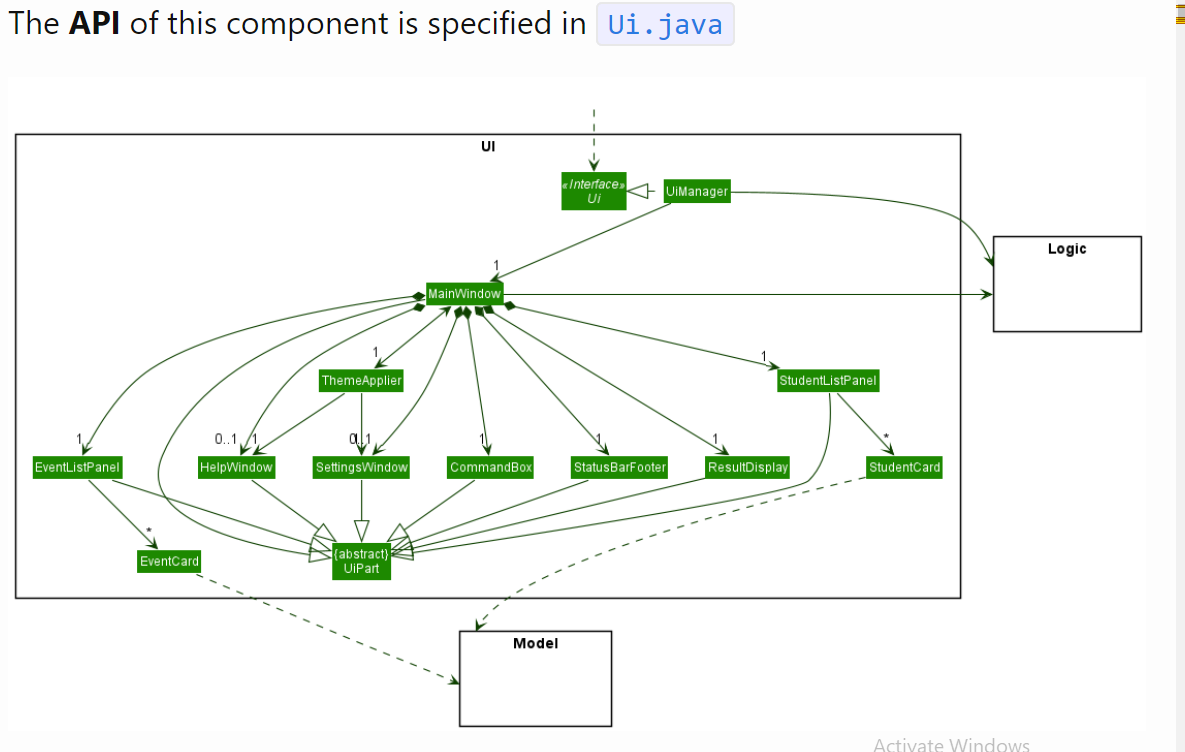 The API of this component is specified in Ui.java
UI
«Interface»
Ui
UiManager
Logic
1
MainWindow
1
1
ThemeApplier
StudentListPanel
1
0..1
1
1
1
1
*
EventListPanel
HelpWindow
SettingsWindow
CommandBox
StatusBarFooter
ResultDisplay
StudentCard
*
EventCard
{abstract}
UiPart
Model
Activate Windows